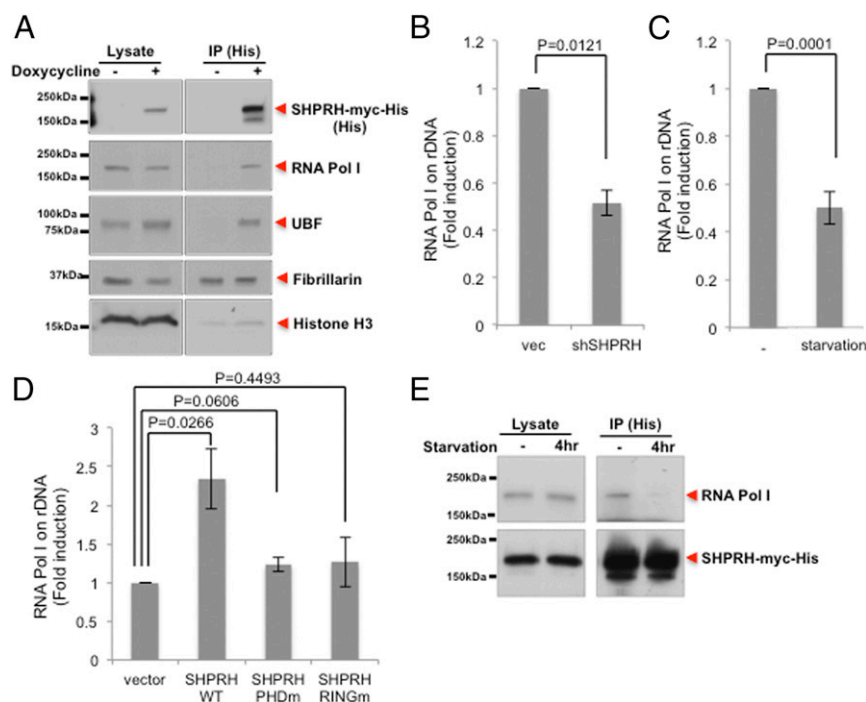 A
Lysate IP (His)
Doxycycline - + - +
250kDa
150kDa
SHPRH-myc-His
(His)
250kDa
150kDa
RNA Pol I
100kDa
75kDa
UBF
37kDa
Fibrillarin
15kDa
Histone H3
B
P=0.0121
RNA Pol I on rDNA
(Fold induction)
1.2
1
0.8
0.6
0.4
0.2
0
vec shSHPRH
C
P=0.0001
RNA Pol I on rDNA
(Fold induction)
1.2
1
0.8
0.6
0.4
0.2
0
- starvation
D
P=0.4493
P=0.0606
P=0.0266
RNA Pol I on rDNA
(Fold induction)
3
2.5
2
1.5
1
0.5
0
vector SHPRH SHPRH SHPRH
WT PHDm RINGm
E
Lysate IP (His)
Starvation - 4hr - 4hr
250kDa
150kDa
RNA Pol I
250kDa
150kDa
SHPRH-myc-His